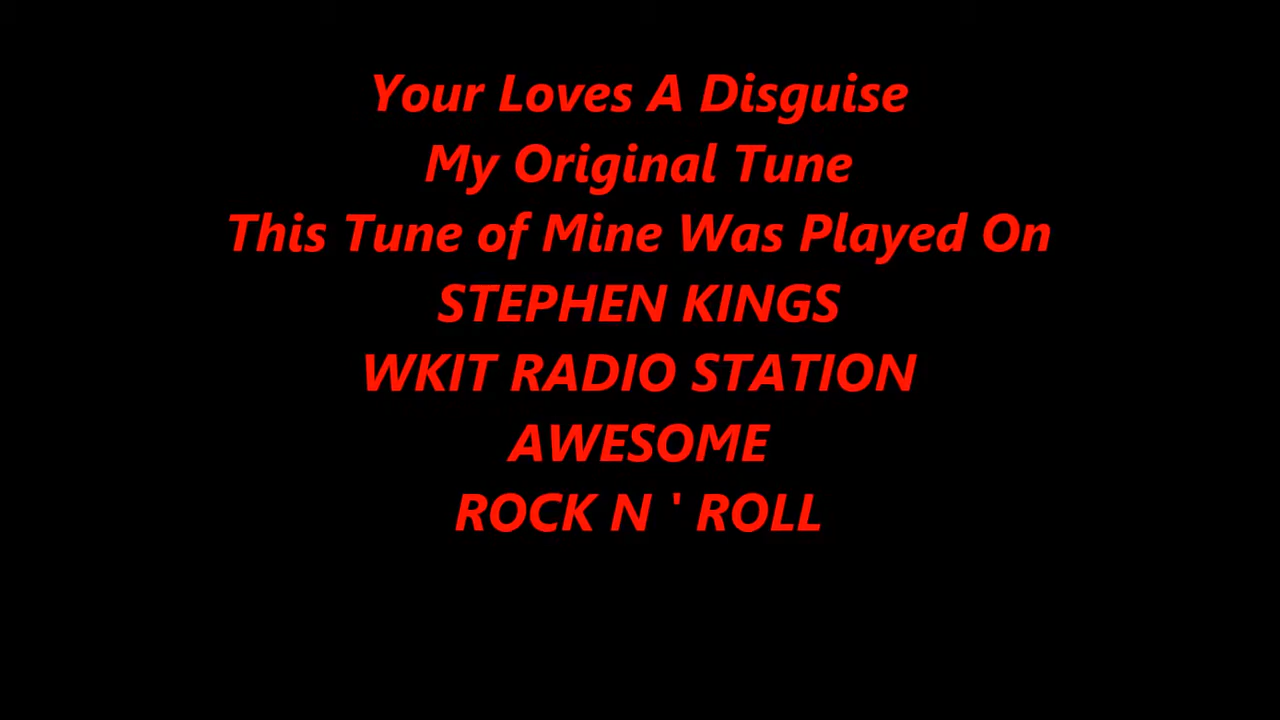 Your Loves A Disguise
My Original Tune
This Tune of Mine Was Played On
STEPHEN KINGS
WKIT RADIO STATION
AWESOME
ROCK N ' ROLL